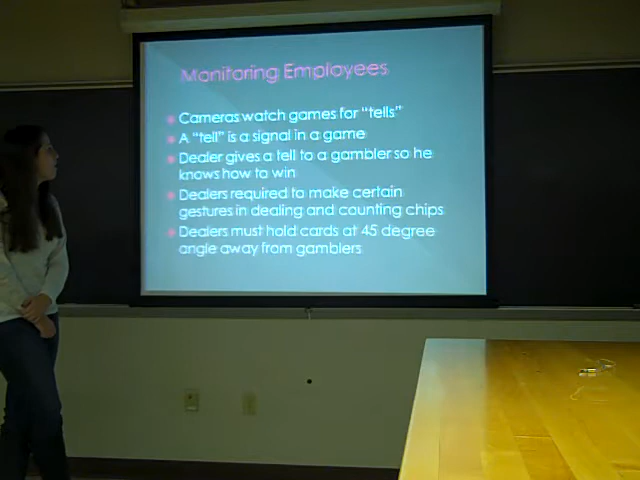 Monitoring Employees
Cameras watch games for "tells"
A "tell" is a signal in a game
Dealer gives a tell to a gambler so he
knows how to win
Dealers required to make certain
gestures in dealing and counting chips
Dealers must hold cards at 45 degree
angle away from gamblers